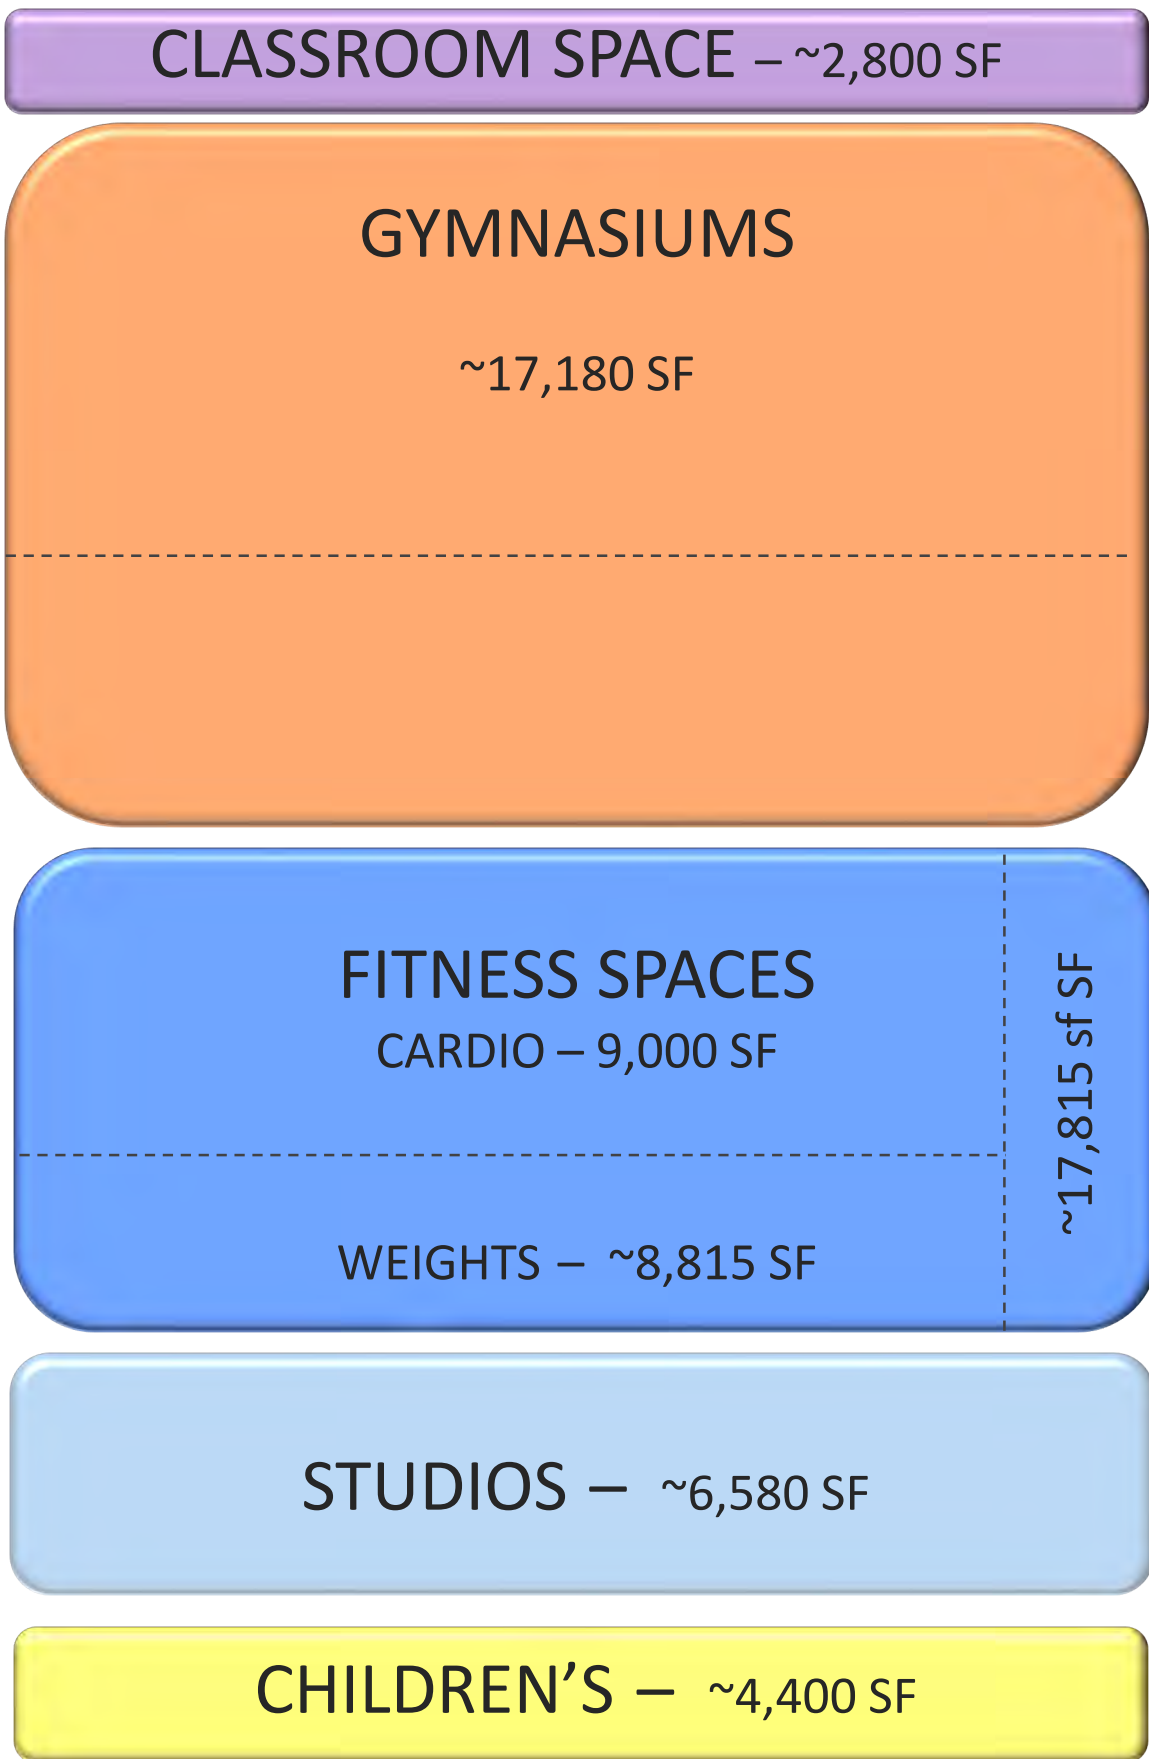 CLASSROOM SPACE – ~2,800 SF
GYMNASIUMS
~17,180 SF
FITNESS SPACES
CARDIO – 9,000 SF
WEIGHTS – ~8,815 SF
~17,815 sf SF
STUDIOS – ~6,580 SF
CHILDREN’S – ~4,400 SF